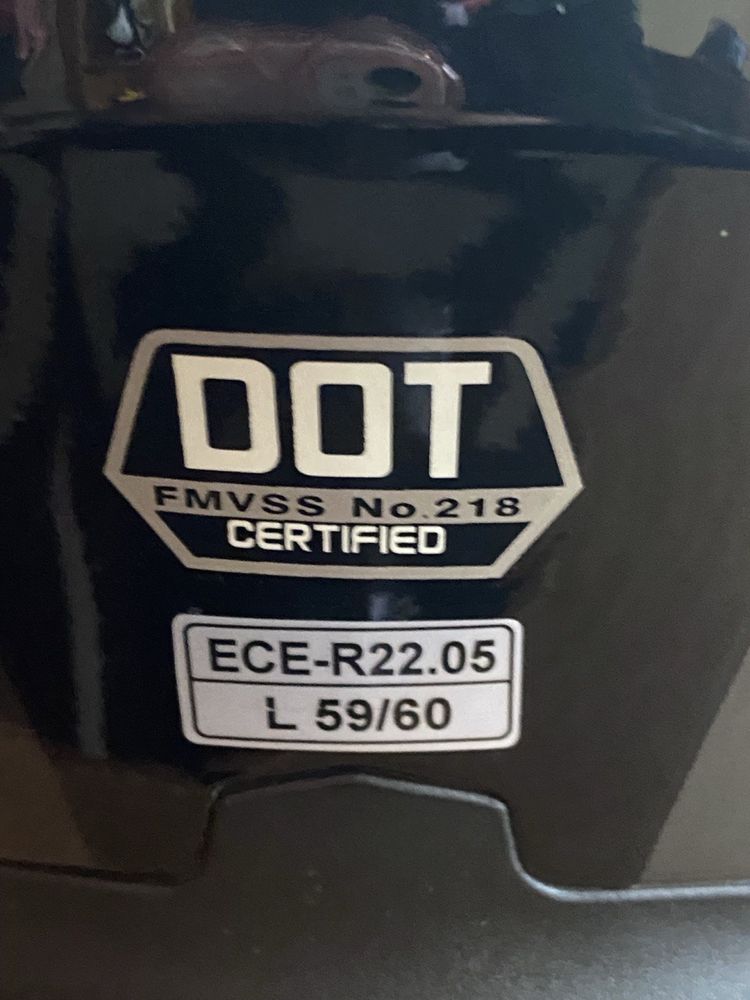 DOT
FMVSS No.218
CERTIFIED
ECE-R22.05
L 59/60